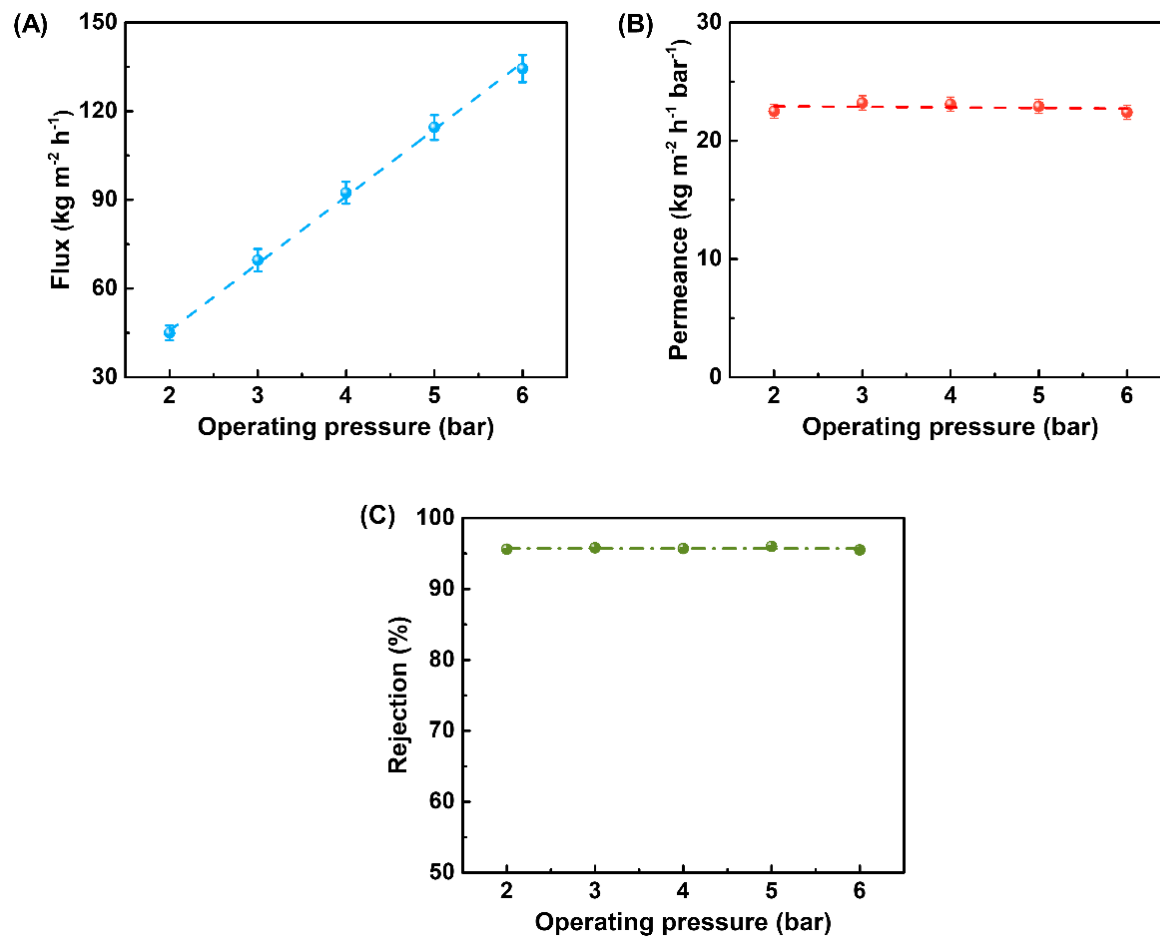 (A)
150
120
90
60
30
Flux (kg m⁻² h⁻¹)
2 3 4 5 6
Operating pressure (bar)
(B)
30
20
10
0
Permeance (kg m⁻² h⁻¹ bar⁻¹)
2 3 4 5 6
Operating pressure (bar)
(C)
100
90
80
70
60
50
Rejection (%)
2 3 4 5 6
Operating pressure (bar)